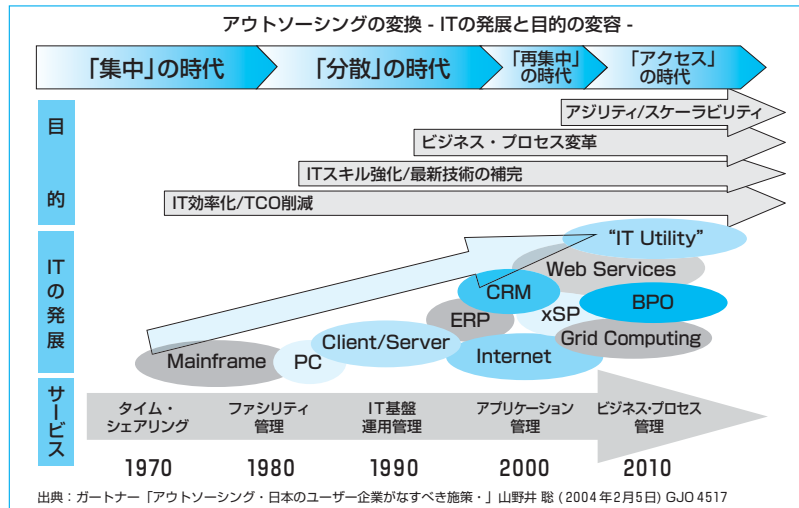 アウトソーシングの変換 - ITの発展と目的の変容 -
「集中」の時代
「分散」の時代
「再集中」
の時代
「アクセス」
の時代
目的
アジリティ/スケーラビリティ
ビジネス・プロセス変革
ITスキル強化/最新技術の補完
IT効率化/TCO削減
ITの発展
“IT Utility”
Web Services
CRM
BPO
ERP
xSP
Client/Server
Grid Computing
Mainframe
PC
Internet
サービス
タイム・
シェアリング
ファシリティ
管理
IT基盤
運用管理
アプリケーション
管理
ビジネス・プロセス
管理
1970
1980
1990
2000
2010
出典：ガートナー「アウトソーシング・日本のユーザー企業がなすべき施策・」山野井 聡 (2004年2月5日) GJO 4517